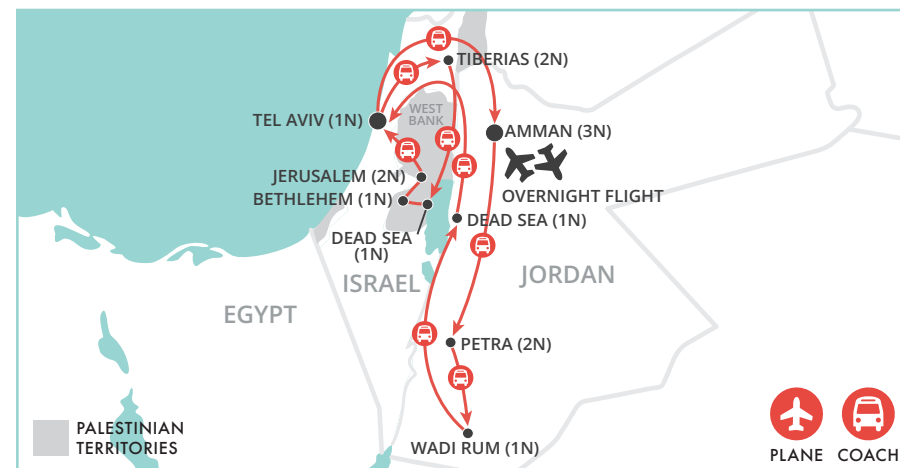 TIBERIAS (2N)
WEST
BANK
TEL AVIV (1N)
AMMAN (3N)
JERUSALEM (2N)
OVERNIGHT FLIGHT
BETHLEHEM (1N)
DEAD SEA (1N)
DEAD SEA
(1N)
ISRAEL
JORDAN
EGYPT
PETRA (2N)
PALESTINIAN
TERRITORIES
WADI RUM (1N)
PLANE
COACH